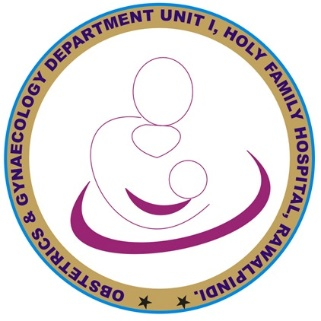 OBSTETRICS & GYNAECOLOGY DEPARTMENT UNIT I, HOLY FAMILY HOSPITAL, RAWALPINDI.